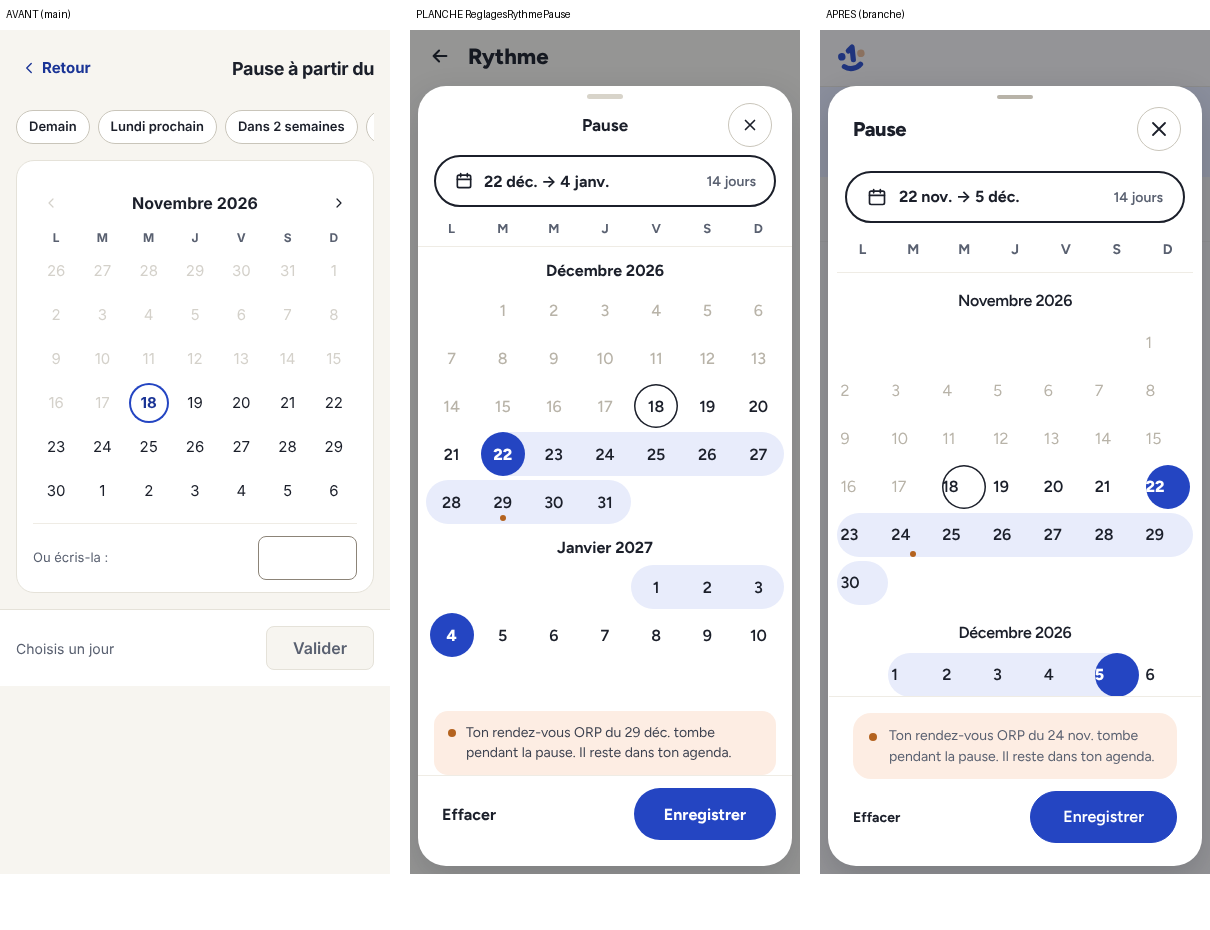 AVANT (main)
Retour
Pause à partir du
Demain
Lundi prochain
Dans 2 semaines
Novembre 2026
L M M J V S D
26 27 28 29 30 31 1
2 3 4 5 6 7 8
9 10 11 12 13 14 15
16 17 18 19 20 21 22
23 24 25 26 27 28 29
30 1 2 3 4 5 6
Ou écris-la :
Choisis un jour
Valider
PLANCHE ReglagesRythmePause
Rythme
Pause
22 déc. → 4 janv.
14 jours
L M M J V S D
Décembre 2026
1 2 3 4 5 6
7 8 9 10 11 12 13
14 15 16 17 18 19 20
21 22 23 24 25 26 27
28 29 30 31
Janvier 2027
1 2 3
4 5 6 7 8 9 10
Ton rendez-vous ORP du 29 déc. tombe
pendant la pause. Il reste dans ton agenda.
Effacer
Enregistrer
APRES (branche)
Pause
22 nov. → 5 déc.
14 jours
L M M J V S D
Novembre 2026
1
2 3 4 5 6 7 8
9 10 11 12 13 14 15
16 17 18 19 20 21 22
23 24 25 26 27 28 29
30
Décembre 2026
1 2 3 4 5 6
Ton rendez-vous ORP du 24 nov. tombe
pendant la pause. Il reste dans ton agenda.
Effacer
Enregistrer